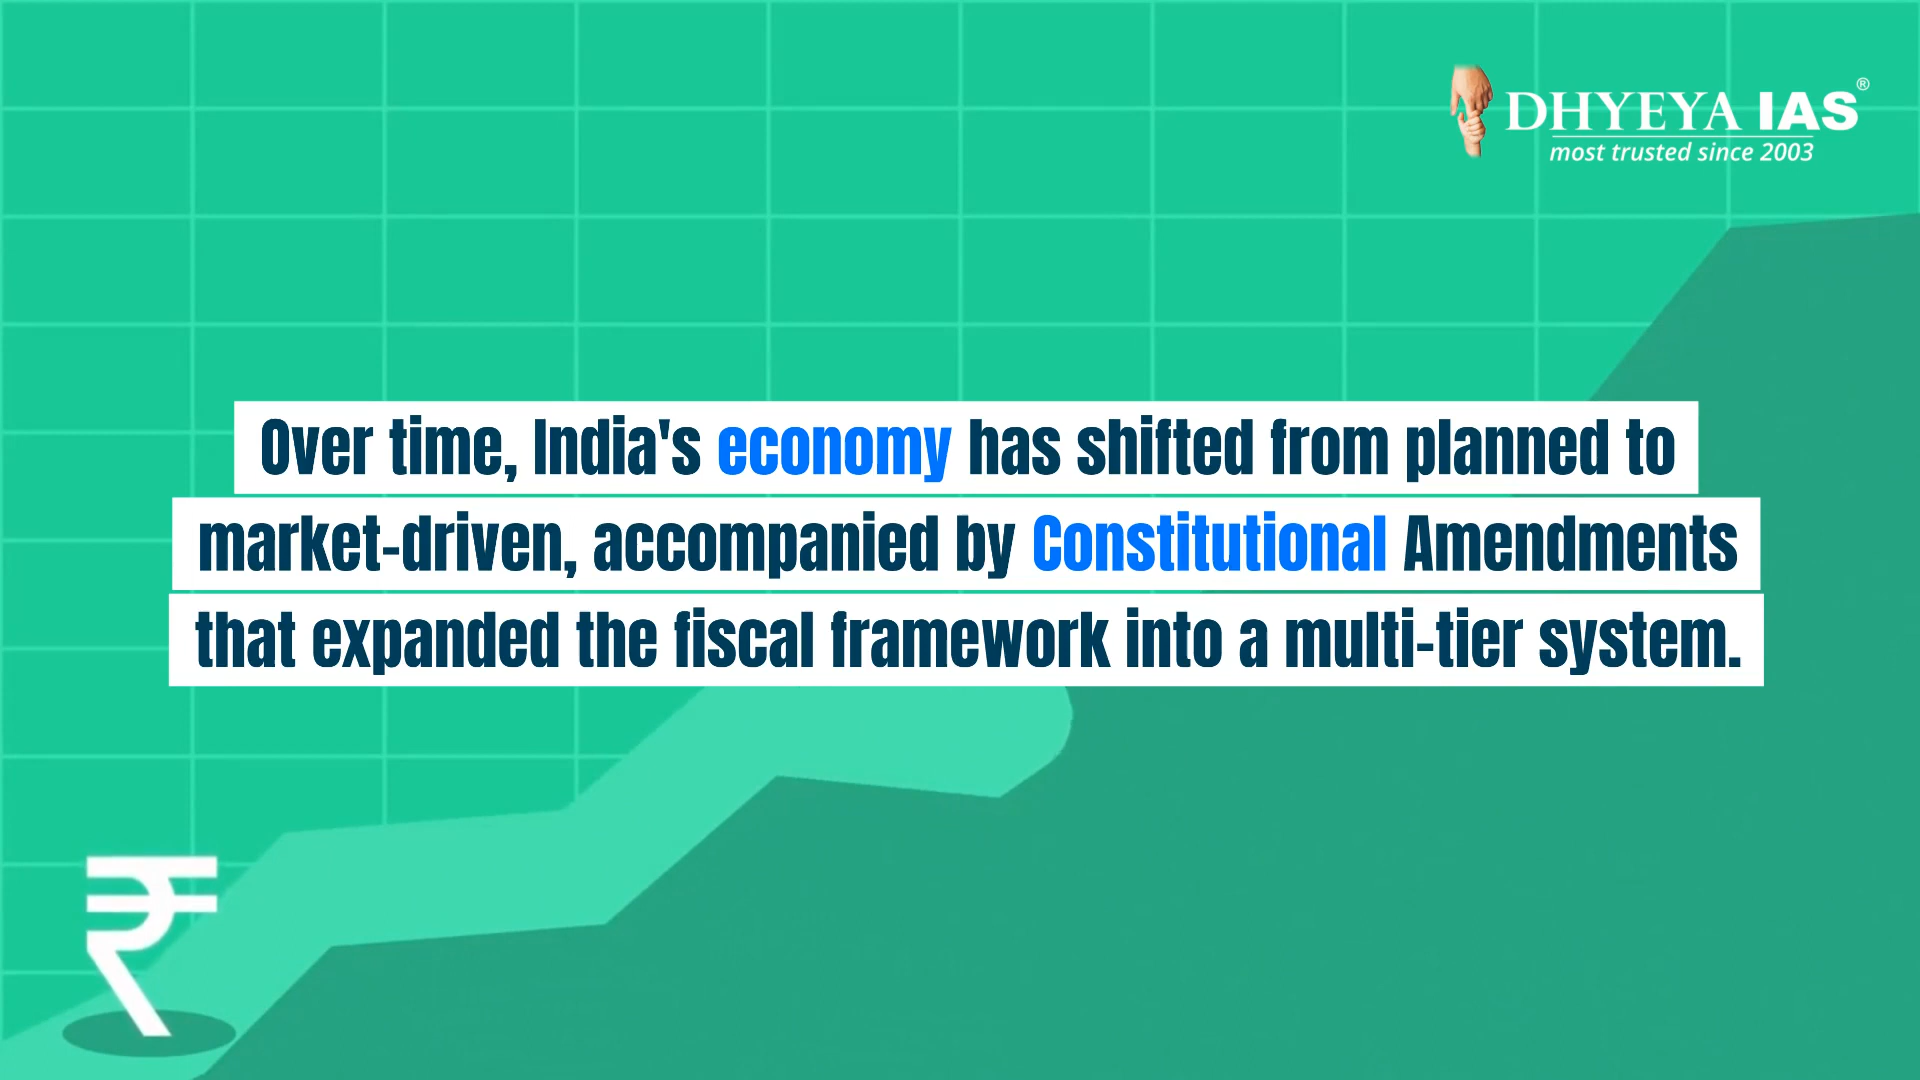 DHYEYA IAS®
most trusted since 2003
Over time, India's economy has shifted from planned to
market-driven, accompanied by Constitutional Amendments
that expanded the fiscal framework into a multi-tier system.
₹